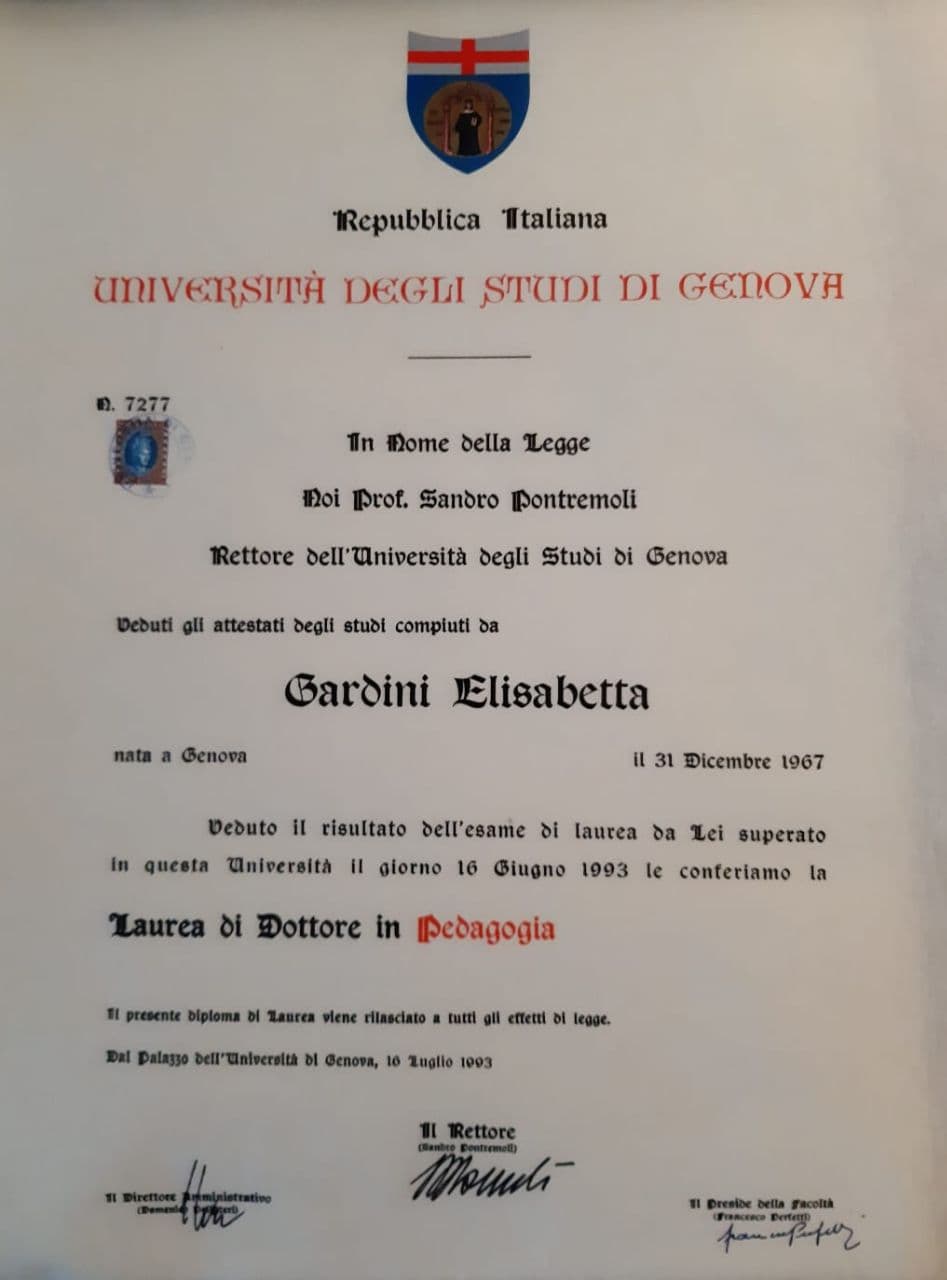 Repubblica Italiana
UNIVERSITÀ DEGLI STUDI DI GENOVA
N. 7277
In Nome della Legge
Noi Prof. Sandro Pontremoli
Rettore dell'Università degli Studi di Genova
Veduti gli attestati degli studi compiuti da
Gardini Elisabetta
nata a Genova il 31 Dicembre 1967
Veduto il risultato dell'esame di laurea da Lei superato
in questa Università il giorno 16 Giugno 1993 le conferiamo la
Laurea di Dottore in Pedagogia
Il presente diploma di Laurea viene rilasciato a tutti gli effetti di legge.
Dal Palazzo dell'Università di Genova, 16 Luglio 1993
Il Rettore
(Sandro Pontremoli)
Il Direttore Amministrativo
Il Preside della Facoltà
(Francesco Perfetti)